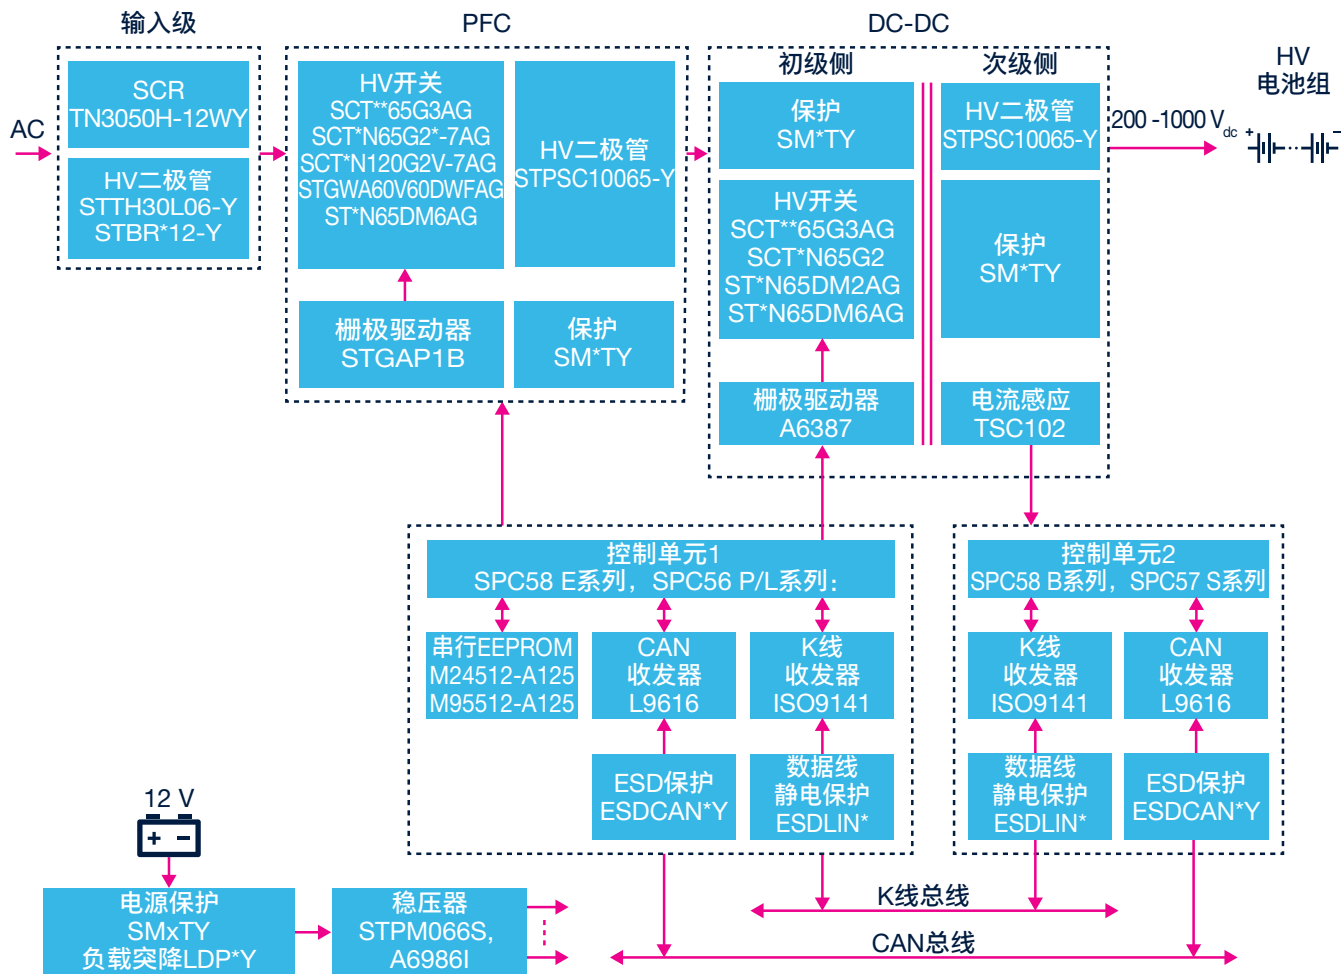 输入级
PFC
DC-DC
AC
SCR
TN3050H-12WY
HV二极管
STTH30L06-Y
STBR*12-Y
HV开关
SCT**65G3AG
SCT*N65G2*-7AG
SCT*N120G2V-7AG
STGWA60V60DWFAG
ST*N65DM6AG
HV二极管
STPSC10065-Y
栅极驱动器
STGAP1B
保护
SM*TY
初级侧
次级侧
保护
SM*TY
HV开关
SCT**65G3AG
SCT*N65G2
ST*N65DM2AG
ST*N65DM6AG
栅极驱动器
A6387
HV二极管
STPSC10065-Y
保护
SM*TY
电流感应
TSC102
200 -1000 Vdc
HV
电池组
+ −
控制单元1
SPC58 E系列，SPC56 P/L系列：
串行EEPROM
M24512-A125
M95512-A125
CAN
收发器
L9616
K线
收发器
ISO9141
ESD保护
ESDCAN*Y
数据线
静电保护
ESDLIN*
控制单元2
SPC58 B系列，SPC57 S系列
K线
收发器
ISO9141
CAN
收发器
L9616
数据线
静电保护
ESDLIN*
ESD保护
ESDCAN*Y
12 V
+ −
电源保护
SMxTY
负载突降LDP*Y
稳压器
STPM066S,
A6986I
K线总线
CAN总线